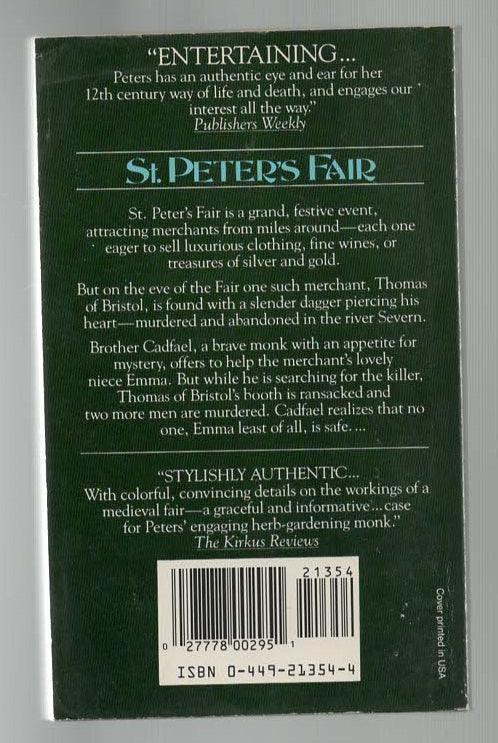 "ENTERTAINING...
Peters has an authentic eye and ear for her
12th century way of life and death, and engages our
interest all the way."
Publishers Weekly
St. PETER'S FAIR
St. Peter's Fair is a grand, festive event,
attracting merchants from miles around—each one
eager to sell luxurious clothing, fine wines, or
treasures of silver and gold.
But on the eve of the Fair one such merchant, Thomas
of Bristol, is found with a slender dagger piercing his
heart—murdered and abandoned in the river Severn.
Brother Cadfael, a brave monk with an appetite for
mystery, offers to help the merchant's lovely
niece Emma. But while he is searching for the killer,
Thomas of Bristol's booth is ransacked and
two more men are murdered. Cadfael realizes that no
one, Emma least of all, is safe....
"STYLISHLY AUTHENTIC...
With colorful, convincing details on the workings of a
medieval fair—a graceful and informative...case
for Peters' engaging herb-gardening monk."
The Kirkus Reviews
21354
0 27778 00295 1
ISBN 0-449-21354-4
Cover printed in USA